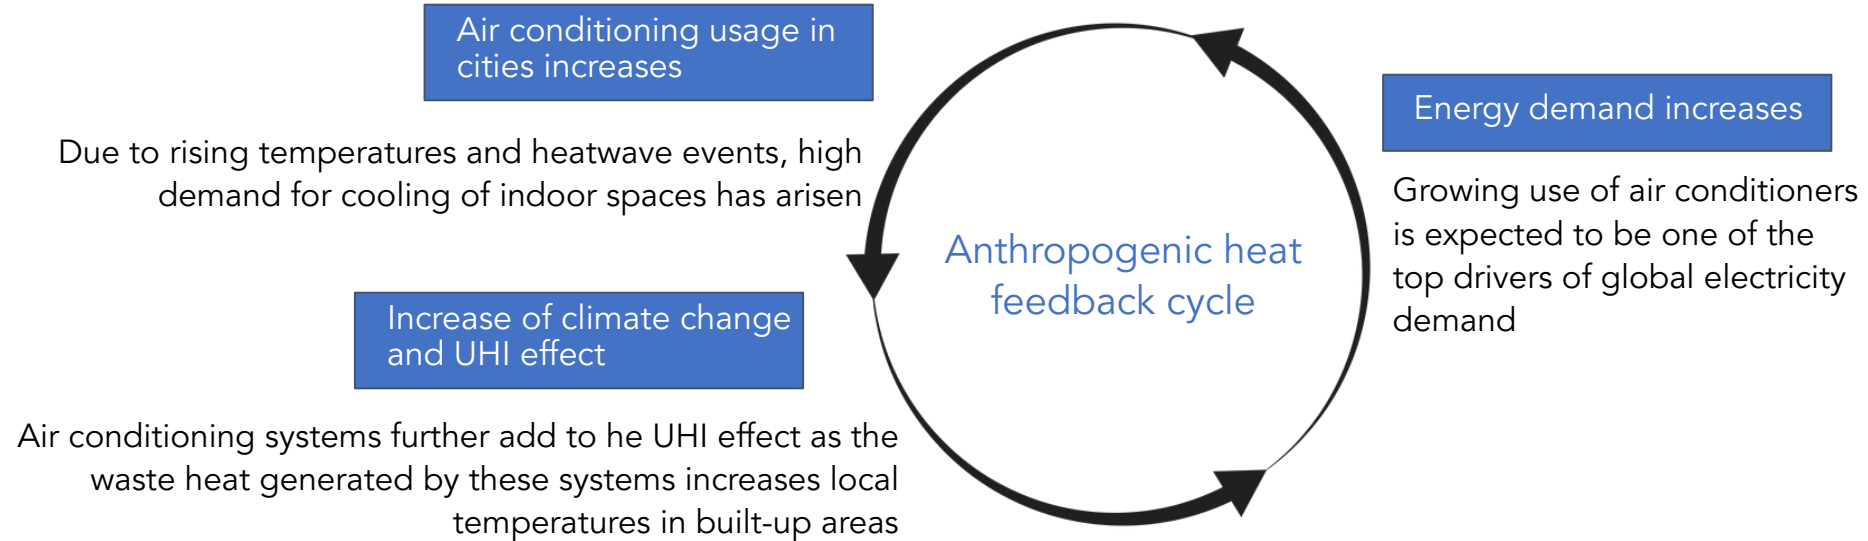 Air conditioning usage in
cities increases
Due to rising temperatures and heatwave events, high
demand for cooling of indoor spaces has arisen
Increase of climate change
and UHI effect
Air conditioning systems further add to he UHI effect as the
waste heat generated by these systems increases local
temperatures in built-up areas
Anthropogenic heat
feedback cycle
Energy demand increases
Growing use of air conditioners
is expected to be one of the
top drivers of global electricity
demand